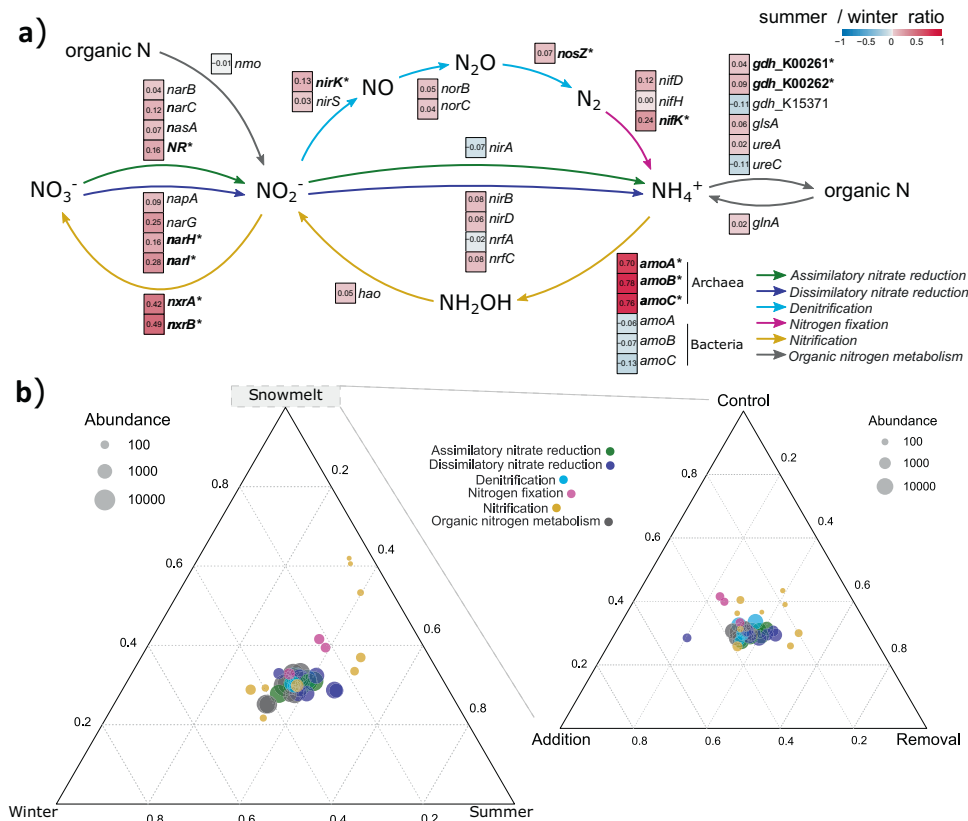 a)
summer / winter ratio
−1 −0.5 0 0.5 1
organic N
−0.01 nmo
0.04 narB
0.12 narC
0.07 nasA
0.16 NR*
0.13 nirK*
0.03 nirS
NO
N2O
0.05 norB
0.04 norC
0.07 nosZ*
N2
0.12 nifD
0.00 nifH
0.24 nifK*
0.04 gdh_K00261*
0.09 gdh_K00262*
−0.11 gdh_K15371
0.06 glsA
0.02 ureA
−0.11 ureC
−0.07 nirA
NO3-
NO2-
NH4+
organic N
0.09 napA
0.25 narG
0.16 narH*
0.28 narI*
0.08 nirB
0.06 nirD
−0.02 nrfA
0.08 nrfC
0.02 glnA
0.42 nxrA*
0.49 nxrB*
0.05 hao
NH2OH
0.70 amoA*
0.78 amoB*
0.76 amoC*
Archaea
−0.06 amoA
−0.07 amoB
−0.13 amoC
Bacteria
Assimilatory nitrate reduction
Dissimilatory nitrate reduction
Denitrification
Nitrogen fixation
Nitrification
Organic nitrogen metabolism
b)
Snowmelt
Abundance
100
1000
10000
0.8
0.2
0.6
0.4
0.4
0.6
0.2
0.8
Winter
0.8
0.6
0.4
0.2
Summer
Assimilatory nitrate reduction
Dissimilatory nitrate reduction
Denitrification
Nitrogen fixation
Nitrification
Organic nitrogen metabolism
Control
Abundance
100
1000
10000
0.8
0.2
0.6
0.4
0.4
0.6
0.2
0.8
Addition
0.8
0.6
0.4
0.2
Removal